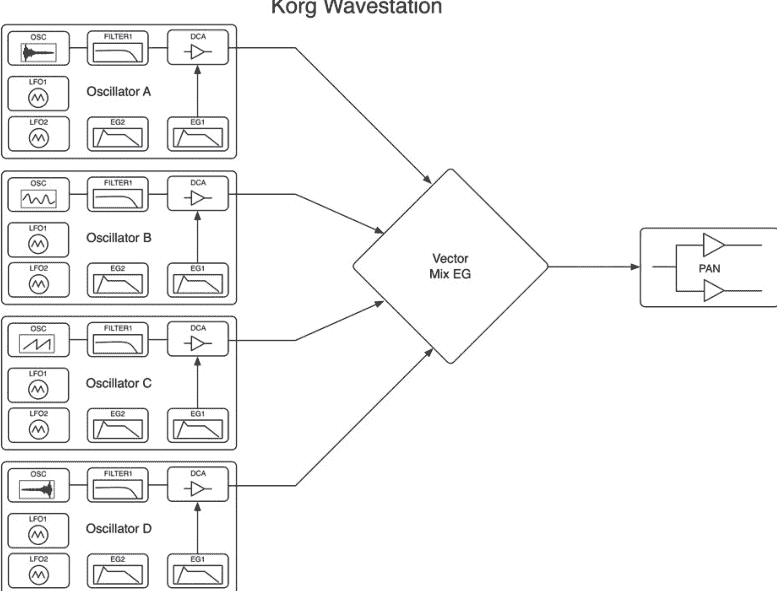 Korg Wavestation
OSC
FILTER1
DCA
LFO1
Oscillator A
LFO2
EG2
EG1
OSC
FILTER1
DCA
LFO1
Oscillator B
LFO2
EG2
EG1
Vector
Mix EG
PAN
OSC
FILTER1
DCA
LFO1
Oscillator C
LFO2
EG2
EG1
OSC
FILTER1
DCA
LFO1
Oscillator D
LFO2
EG2
EG1